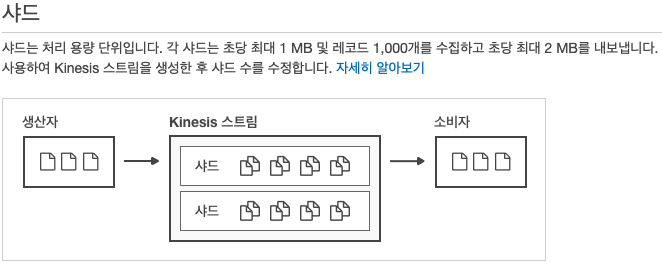 샤드
샤드는 처리 용량 단위입니다. 각 샤드는 초당 최대 1 MB 및 레코드 1,000개를 수집하고 초당 최대 2 MB를 내보냅니다.
사용하여 Kinesis 스트림을 생성한 후 샤드 수를 수정합니다. 자세히 알아보기
생산자
Kinesis 스트림
소비자
샤드
샤드